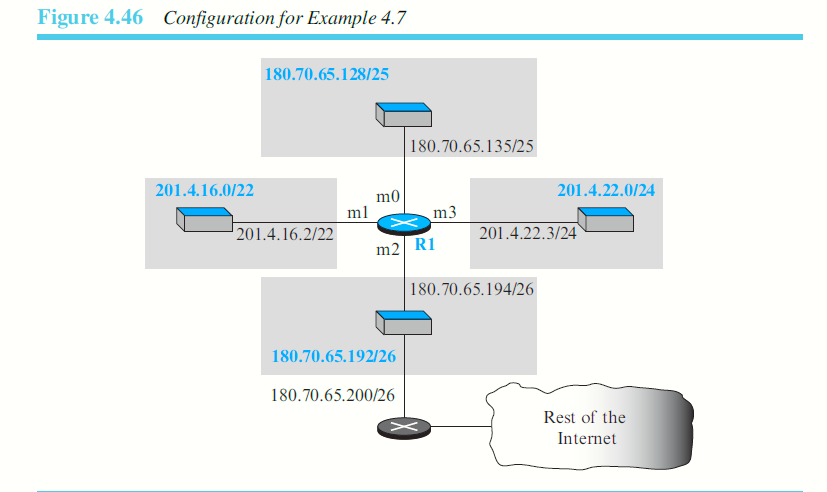 Figure 4.46 Configuration for Example 4.7
180.70.65.128/25
180.70.65.135/25
201.4.16.0/22
201.4.22.0/24
m0
m1
m3
201.4.16.2/22
201.4.22.3/24
m2
R1
180.70.65.194/26
180.70.65.192/26
180.70.65.200/26
Rest of the
Internet